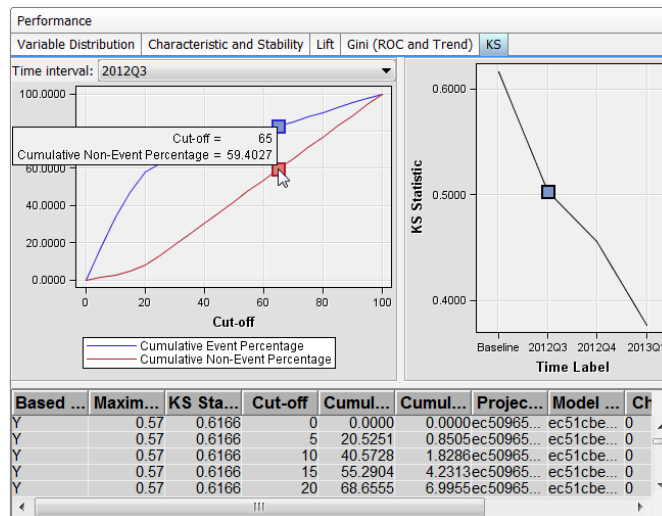 Performance
Variable Distribution Characteristic and Stability Lift Gini (ROC and Trend) KS
Time interval: 2012Q3
100.0000
Cut-off = 65
Cumulative Non-Event Percentage = 59.4027
60.0000
40.0000
20.0000
0.0000
0 20 40 60 80 100
Cut-off
Cumulative Event Percentage
Cumulative Non-Event Percentage
KS Statistic
0.6000
0.5000
0.4000
Baseline 2012Q3 2012Q4 2013Q1
Time Label
Based ... Maxim... KS Sta... Cut-off Cumul... Cumul... Projec... Model ... Ch
Y 0.57 0.6166 0 0.0000 0.0000 ec50965... ec51cbe... 0
Y 0.57 0.6166 5 20.5251 0.8505 ec50965... ec51cbe... 0
Y 0.57 0.6166 10 40.5728 1.8286 ec50965... ec51cbe... 0
Y 0.57 0.6166 15 55.2904 4.2313 ec50965... ec51cbe... 0
Y 0.57 0.6166 20 68.6555 6.9955 ec50965... ec51cbe... 0